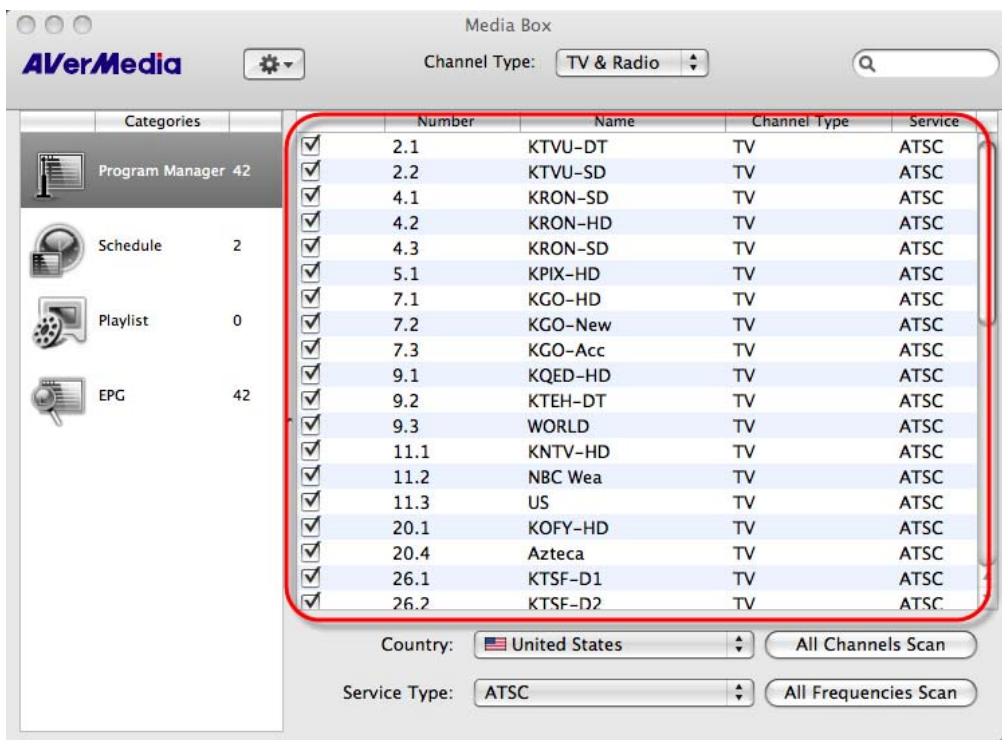 Media Box
AVerMedia
Channel Type: TV & Radio
Categories
Program Manager 42
Schedule 2
Playlist 0
EPG 42
Number Name Channel Type Service
2.1 KTVU-DT TV ATSC
2.2 KTVU-SD TV ATSC
4.1 KRON-SD TV ATSC
4.2 KRON-HD TV ATSC
4.3 KRON-SD TV ATSC
5.1 KPIX-HD TV ATSC
7.1 KGO-HD TV ATSC
7.2 KGO-New TV ATSC
7.3 KGO-Acc TV ATSC
9.1 KQED-HD TV ATSC
9.2 KTEH-DT TV ATSC
9.3 WORLD TV ATSC
11.1 KNTV-HD TV ATSC
11.2 NBC Wea TV ATSC
11.3 US TV ATSC
20.1 KOFY-HD TV ATSC
20.4 Azteca TV ATSC
26.1 KTSF-D1 TV ATSC
26.2 KTSF-D2 TV ATSC
Country: United States All Channels Scan
Service Type: ATSC All Frequencies Scan